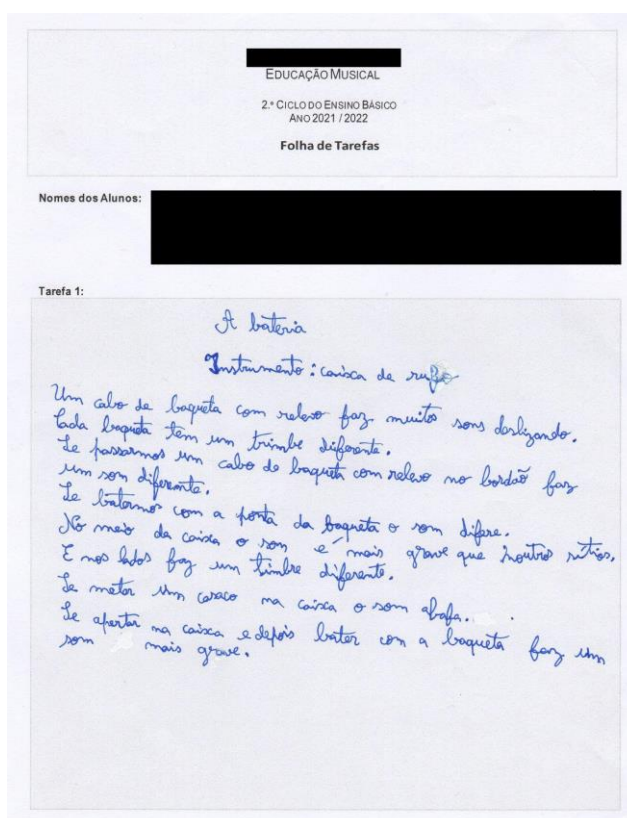 EDUCAÇÃO MUSICAL
2.º CICLO DO ENSINO BÁSICO
ANO 2021 / 2022
Folha de Tarefas
Nomes dos Alunos:
Tarefa 1:
A bateria
Instrumento: caixa de rufo
Um cabo de baqueta com relevo faz muitos sons deslizando.
Cada baqueta tem um trimbe diferente.
Se passarmos um cabo de baqueta com relevo no bordão faz
um som diferente.
Se batermos com a ponta da baqueta o som difere.
No meio da caixa o som é mais grave que noutros sítios.
E nos lados faz um timbre diferente.
Se meter um casaco na caixa o som abafa.
Se apertar na caixa e depois bater com a baqueta faz um
som mais grave.